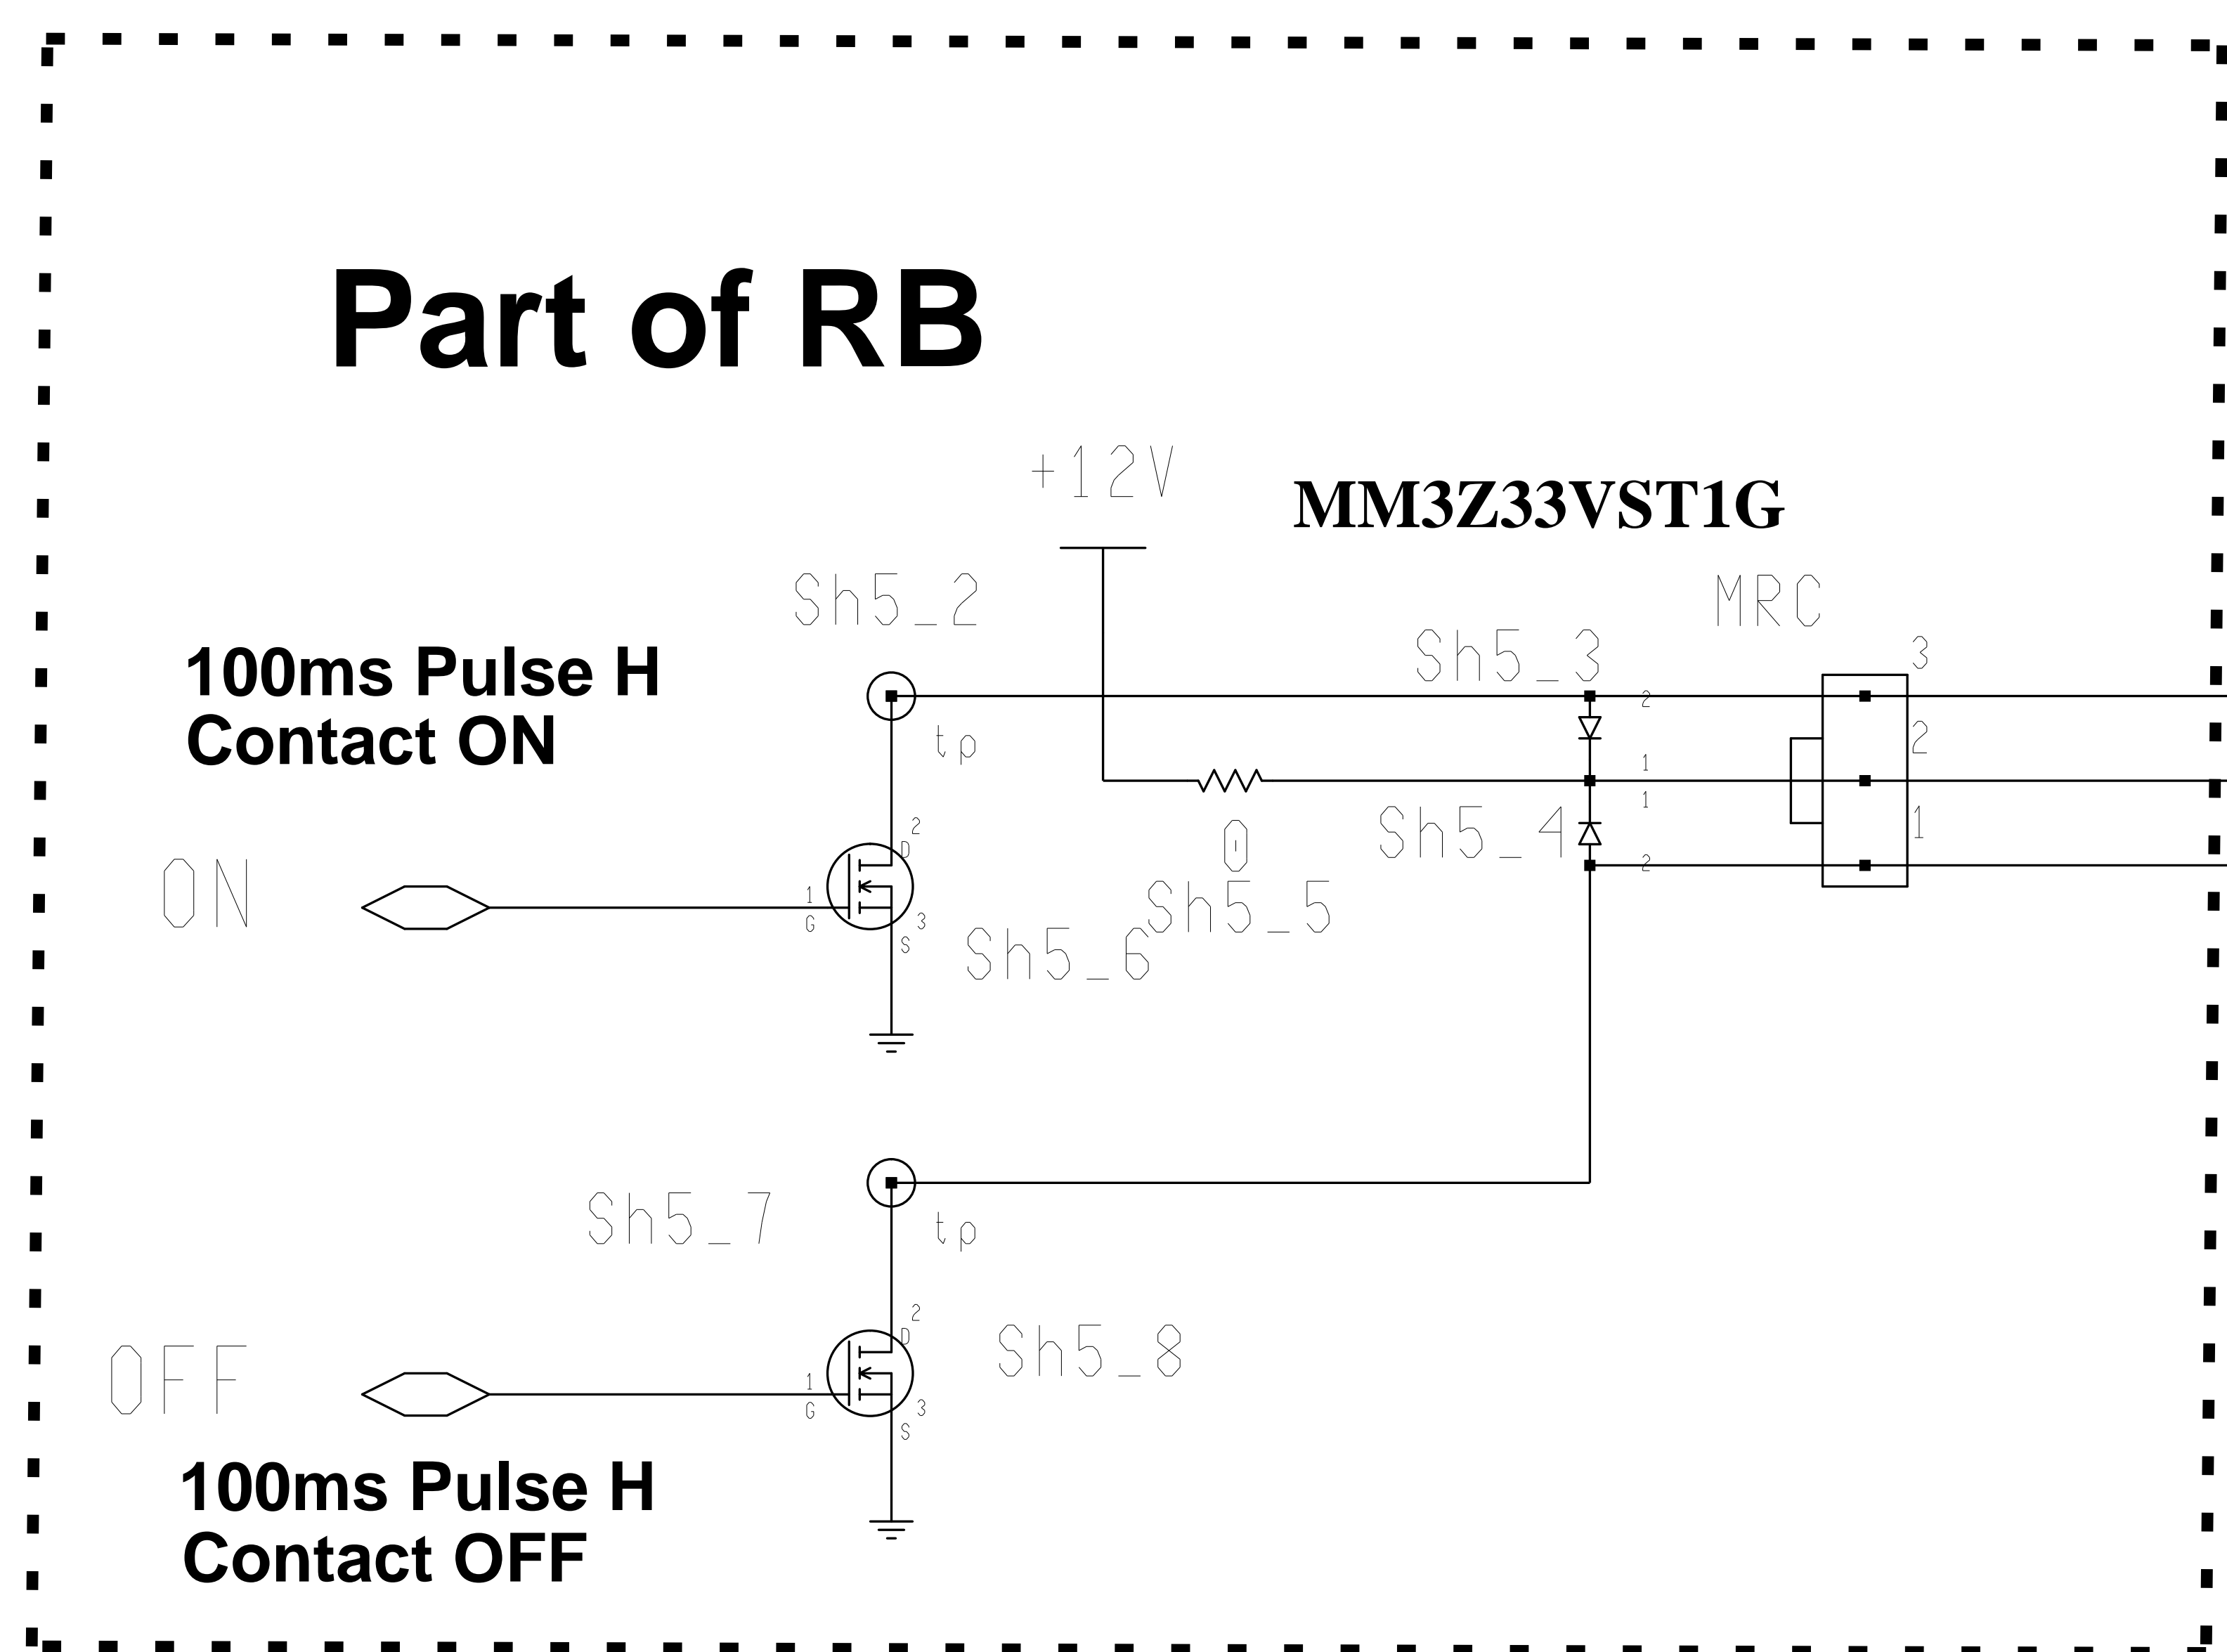 Part of RB
+12V
MM3Z33VST1G
Sh5_2
MRC
100ms Pulse H
Contact ON
Sh5_3
3
2
tp
2
1
1
Sh5_4
1
2
0
2
D
ON
1
G
3
S
Sh5_5
Sh5_6
Sh5_7
tp
2
D
Sh5_8
OFF
1
G
3
S
100ms Pulse H
Contact OFF